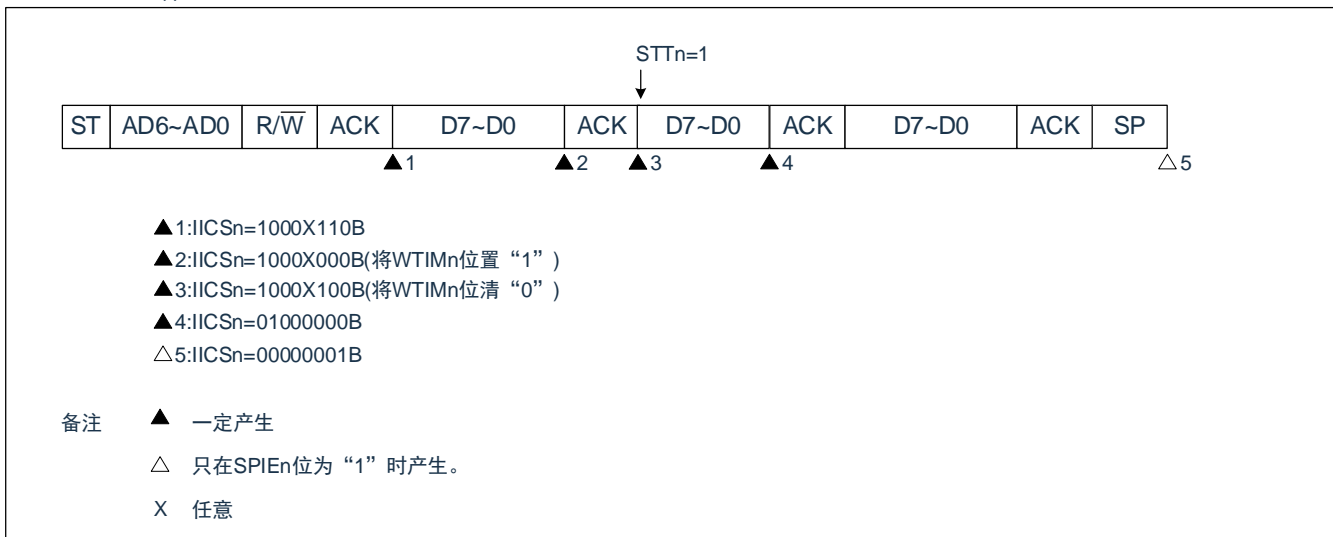 STTn=1
ST AD6~AD0 R/W̅ ACK D7~D0 ACK D7~D0 ACK D7~D0 ACK SP
▲1 ▲2 ▲3 ▲4 △5
▲1:IICSn=1000X110B
▲2:IICSn=1000X000B(将WTIMn位置“1”)
▲3:IICSn=1000X100B(将WTIMn位清“0”)
▲4:IICSn=01000000B
△5:IICSn=00000001B
备注 ▲ 一定产生
△ 只在SPIEn位为“1”时产生。
X 任意